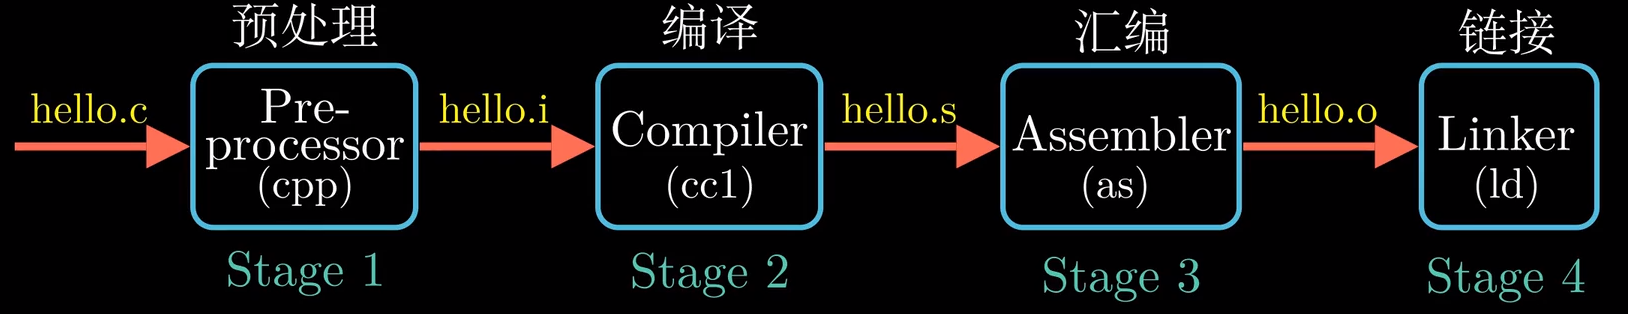 预处理
编译
汇编
链接
hello.c
Pre-
processor
(cpp)
hello.i
Compiler
(cc1)
hello.s
Assembler
(as)
hello.o
Linker
(ld)
Stage 1
Stage 2
Stage 3
Stage 4